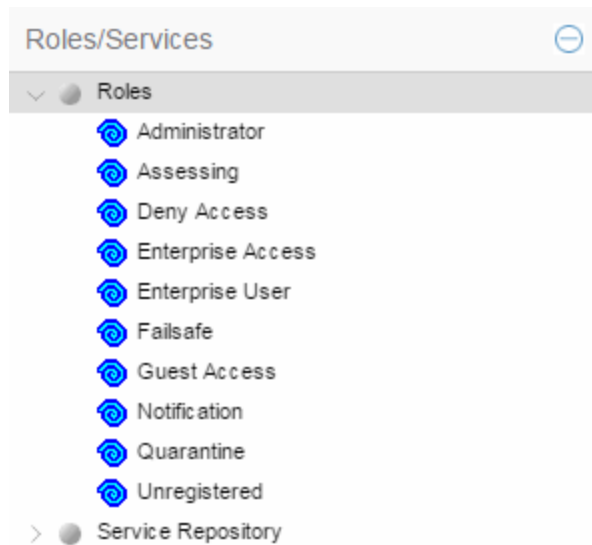 Roles/Services
Roles
Administrator
Assessing
Deny Access
Enterprise Access
Enterprise User
Failsafe
Guest Access
Notification
Quarantine
Unregistered
Service Repository